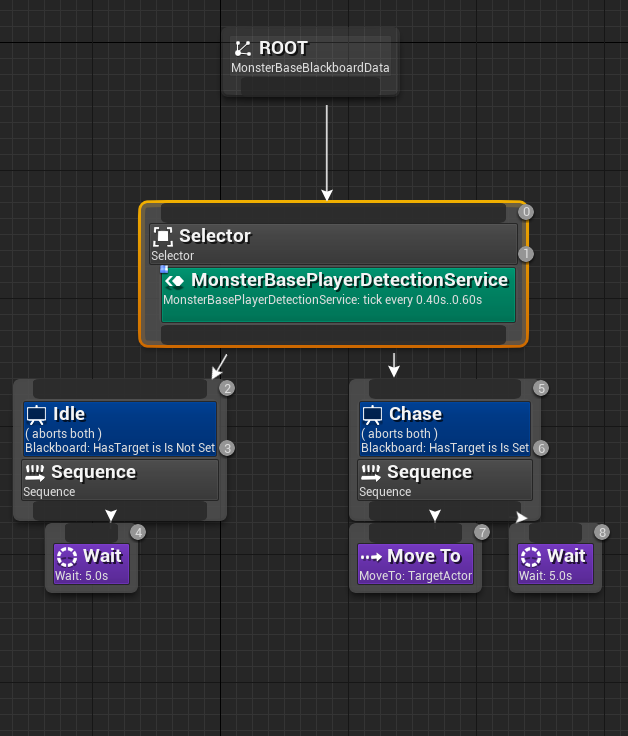 ROOT
MonsterBaseBlackboardData
0
Selector
Selector
1
MonsterBasePlayerDetectionService
MonsterBasePlayerDetectionService: tick every 0.40s..0.60s
2
Idle
( aborts both )
Blackboard: HasTarget is Is Not Set
3
Sequence
Sequence
4
Wait
Wait: 5.0s
5
Chase
( aborts both )
Blackboard: HasTarget is Is Set
6
Sequence
Sequence
7
Move To
MoveTo: TargetActor
8
Wait
Wait: 5.0s